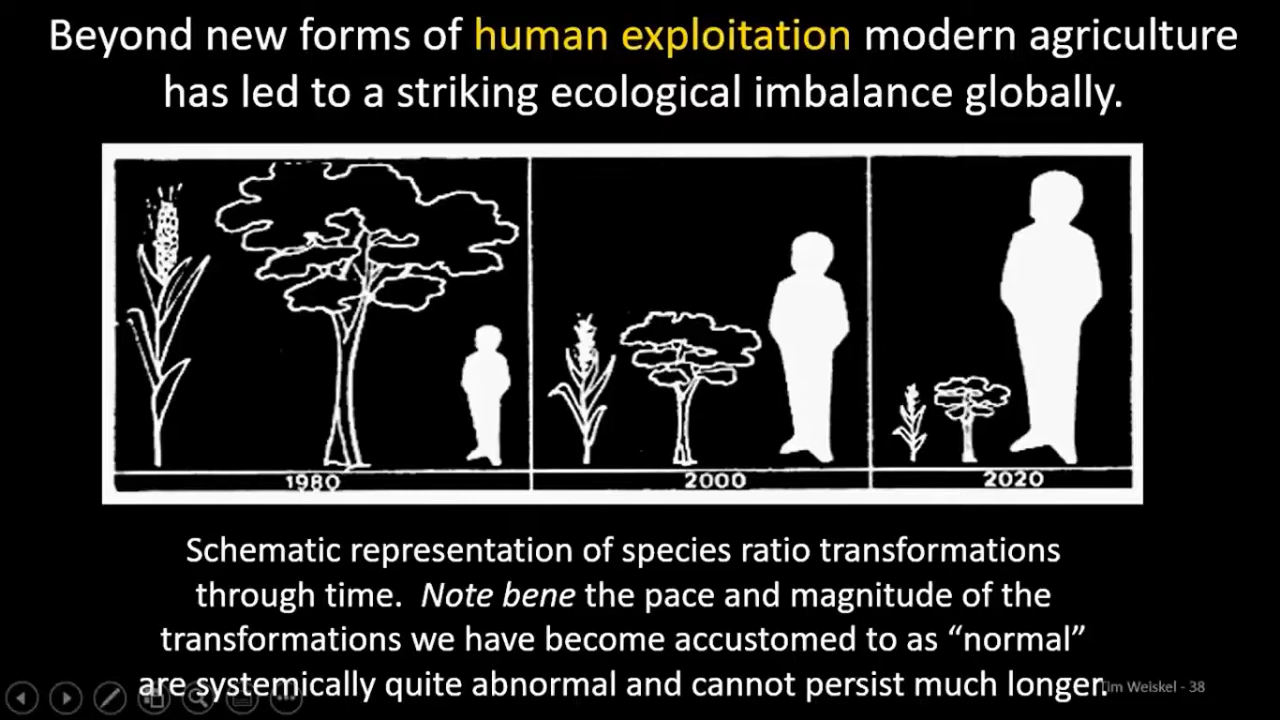 Beyond new forms of human exploitation modern agriculture
has led to a striking ecological imbalance globally.
1980
2000
2020
Schematic representation of species ratio transformations
through time. Note bene the pace and magnitude of the
transformations we have become accustomed to as “normal”
are systemically quite abnormal and cannot persist much longer.
Tim Weiskel - 38